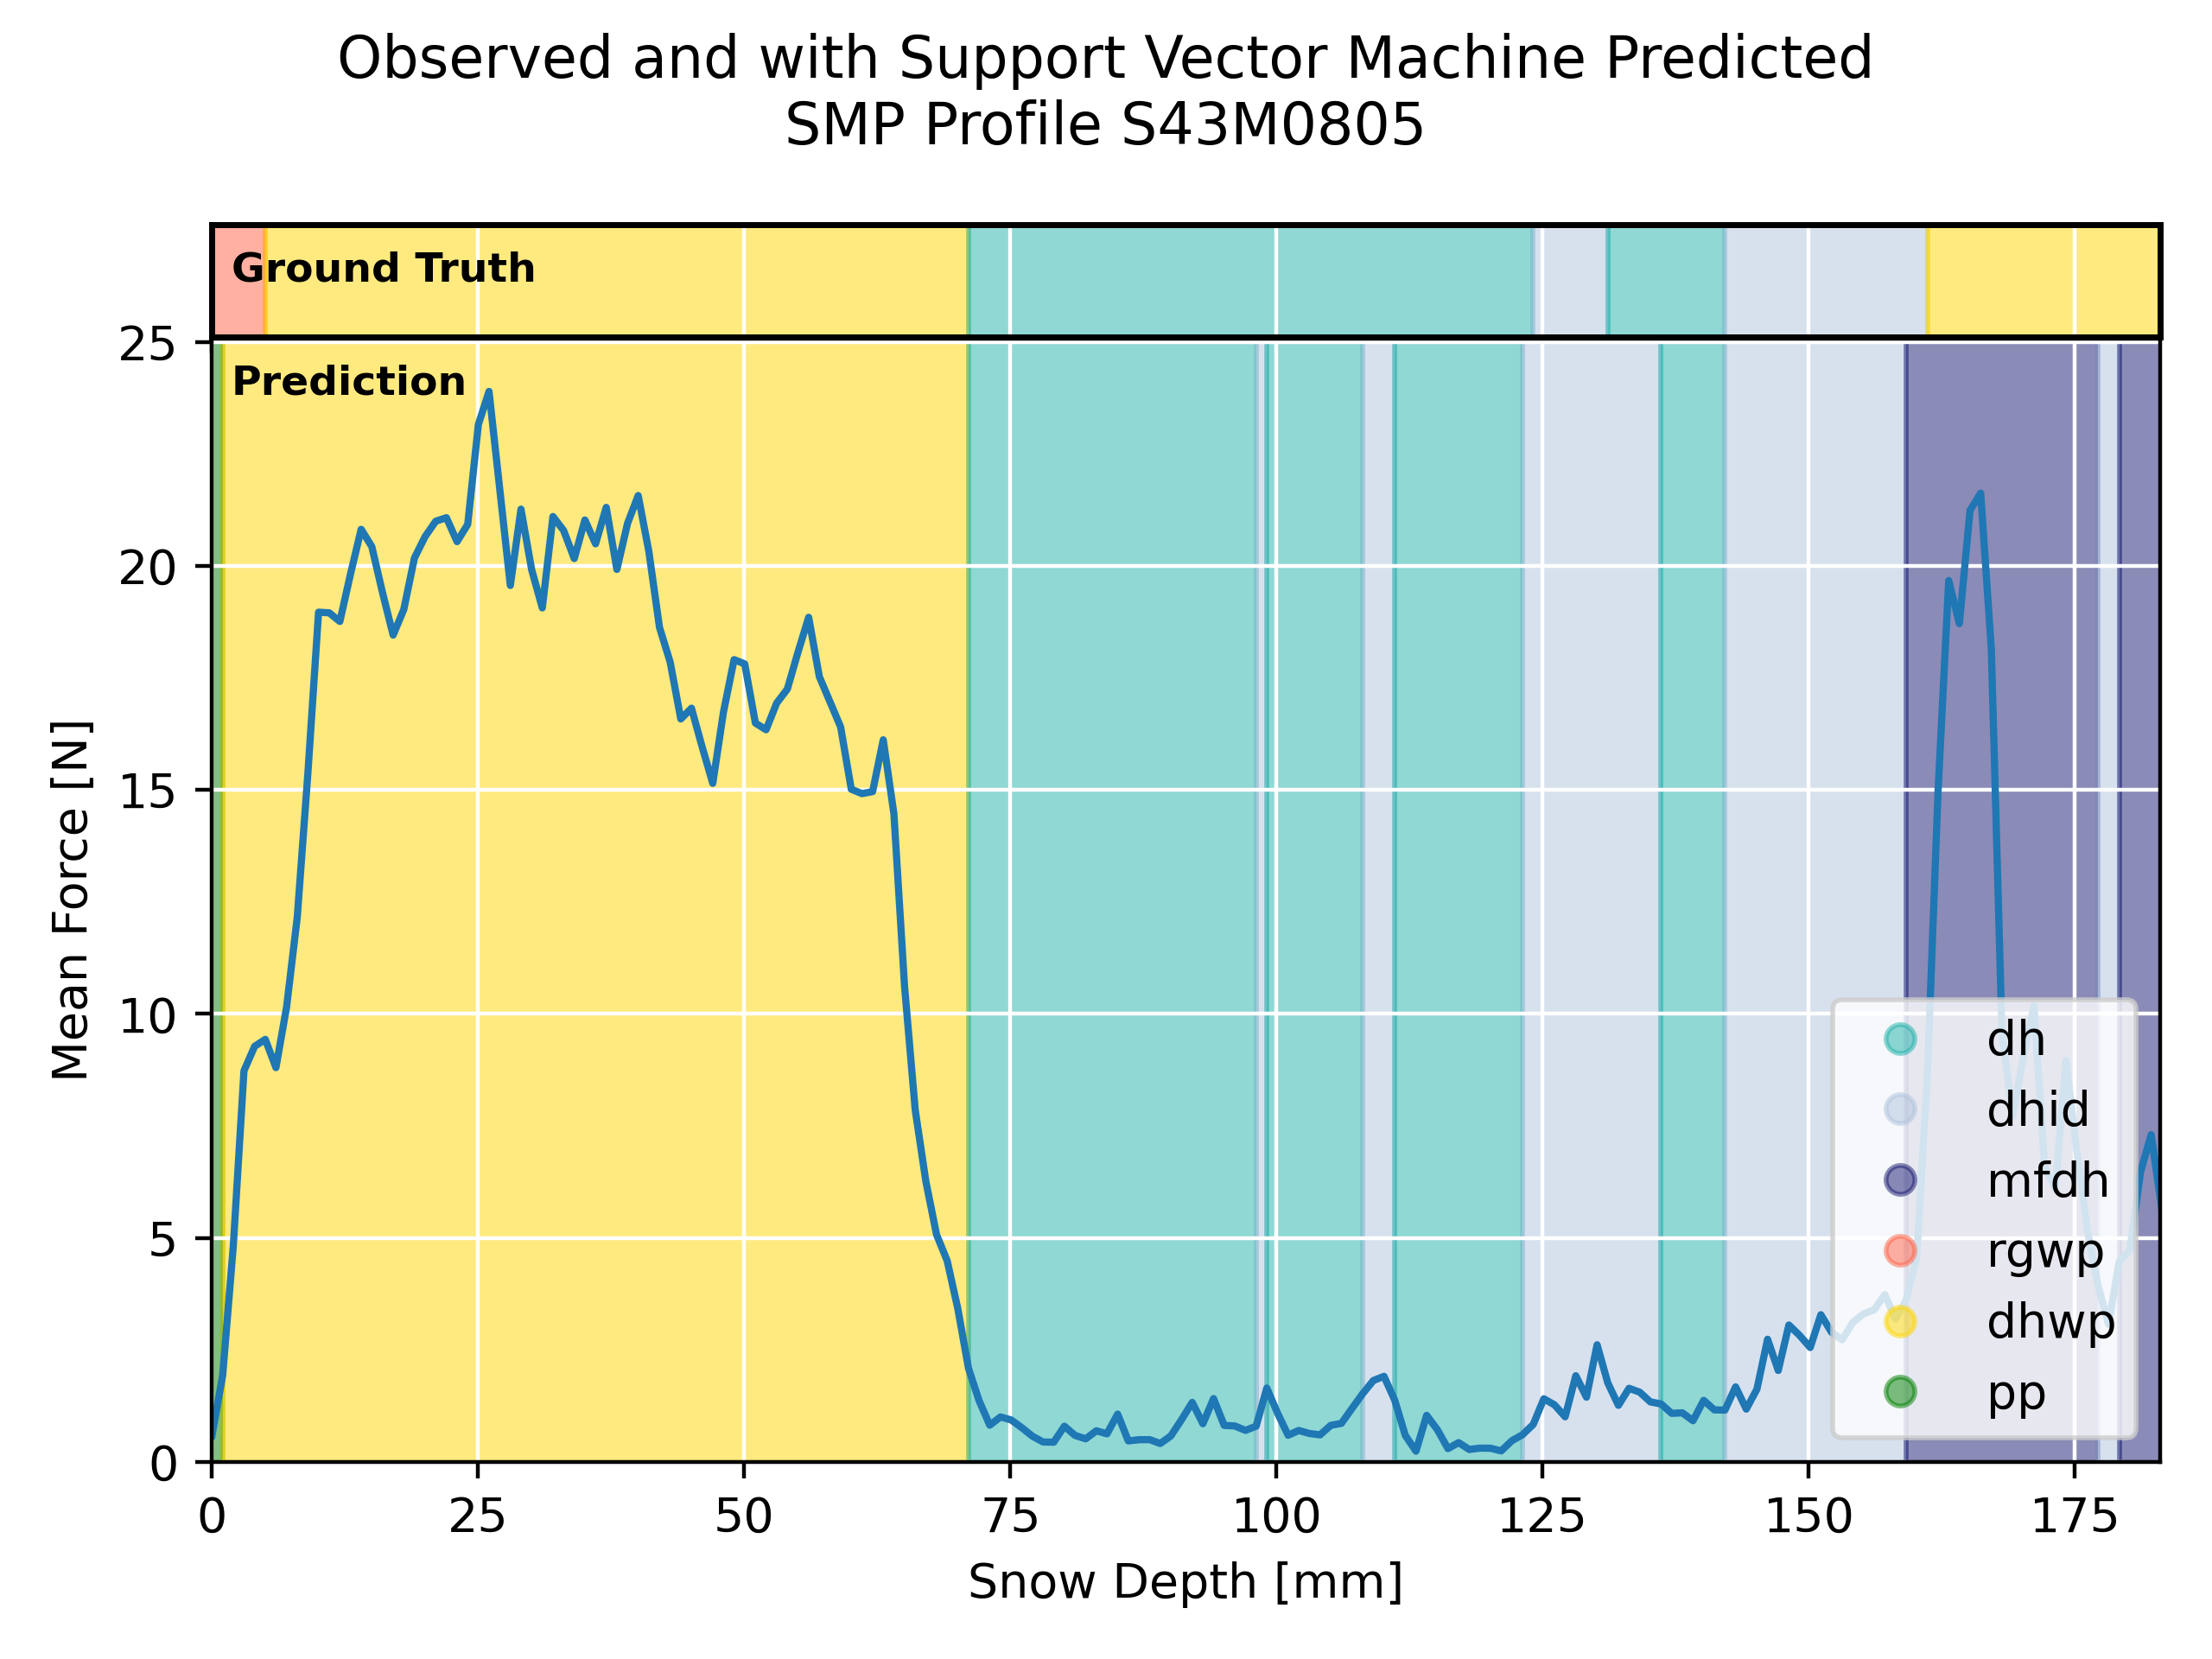 Observed and with Support Vector Machine Predicted
SMP Profile S43M0805
Ground Truth
Prediction
25
20
15
10
5
0
Mean Force [N]
dh
dhid
mfdh
rgwp
dhwp
pp
0 25 50 75 100 125 150 175
Snow Depth [mm]